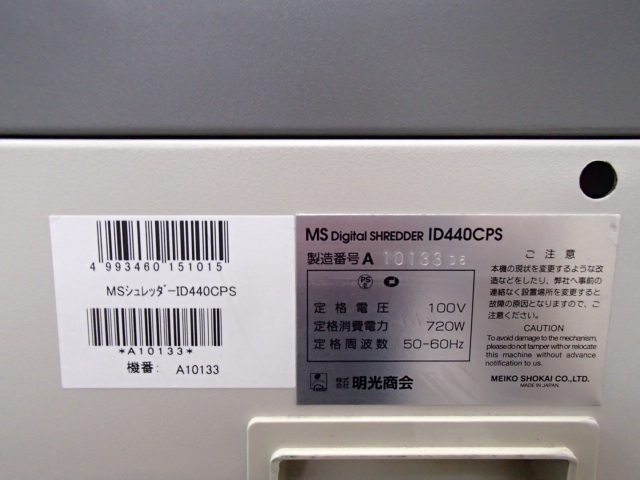 4 993460 151015
MSシュレッダーID440CPS
*A10133*
機番: A10133
MS Digital SHREDDER ID440CPS
製造番号 A 10133 06
PS E
定格電圧 100V
定格消費電力 720W
定格周波数 50-60Hz
株式会社 明光商会
ご注意
本機の現状を変更するような改
造などをしたり、弊社へ事前の
連絡なく設置場所を変更すると
故障の原因となりますので、ご
注意ください。
CAUTION
To avoid damage to the mechanism,
please do not tamper with or relocate
this machine without advance
notification to us.
MEIKO SHOKAI CO.,LTD.
MADE IN JAPAN